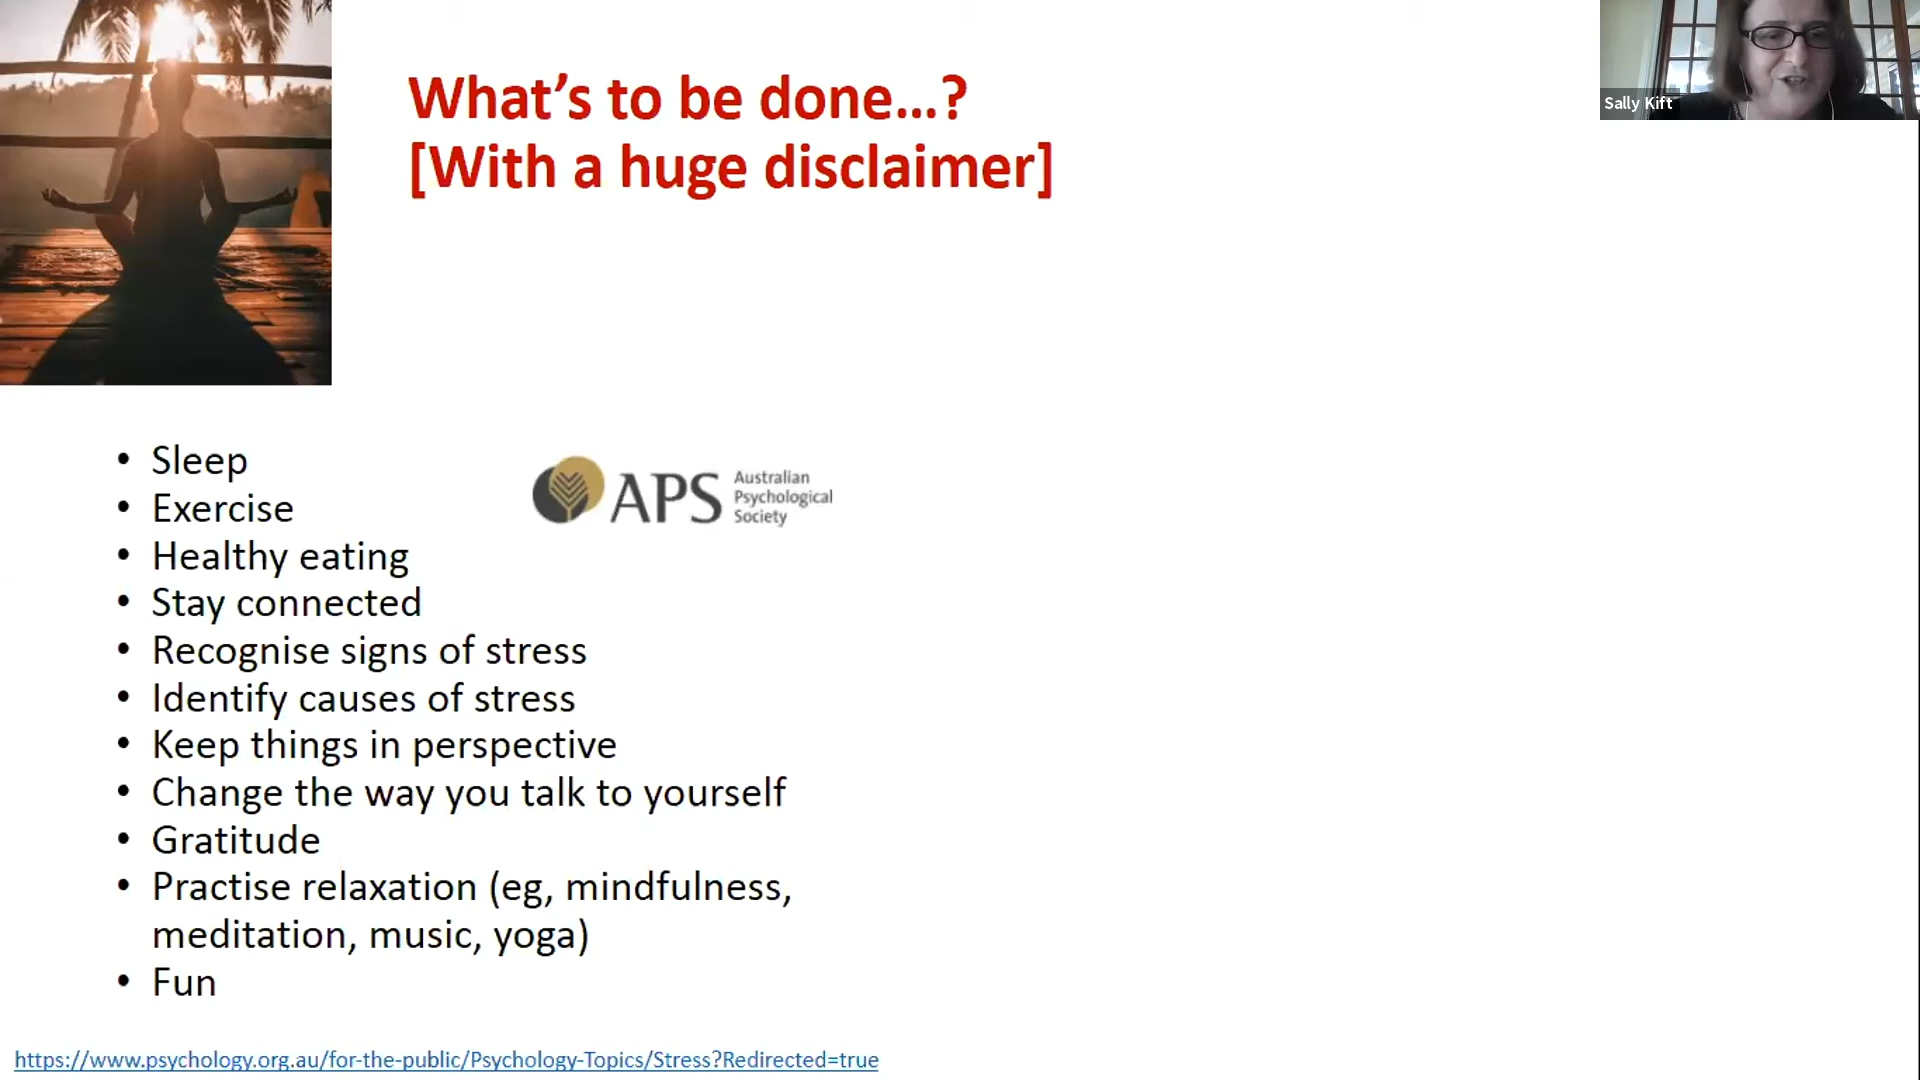 What’s to be done...?
[With a huge disclaimer]
Sally Kift
• Sleep
• Exercise
• Healthy eating
• Stay connected
• Recognise signs of stress
• Identify causes of stress
• Keep things in perspective
• Change the way you talk to yourself
• Gratitude
• Practise relaxation (eg, mindfulness,
meditation, music, yoga)
• Fun
APS
Australian
Psychological
Society
https://www.psychology.org.au/for-the-public/Psychology-Topics/Stress?Redirected=true